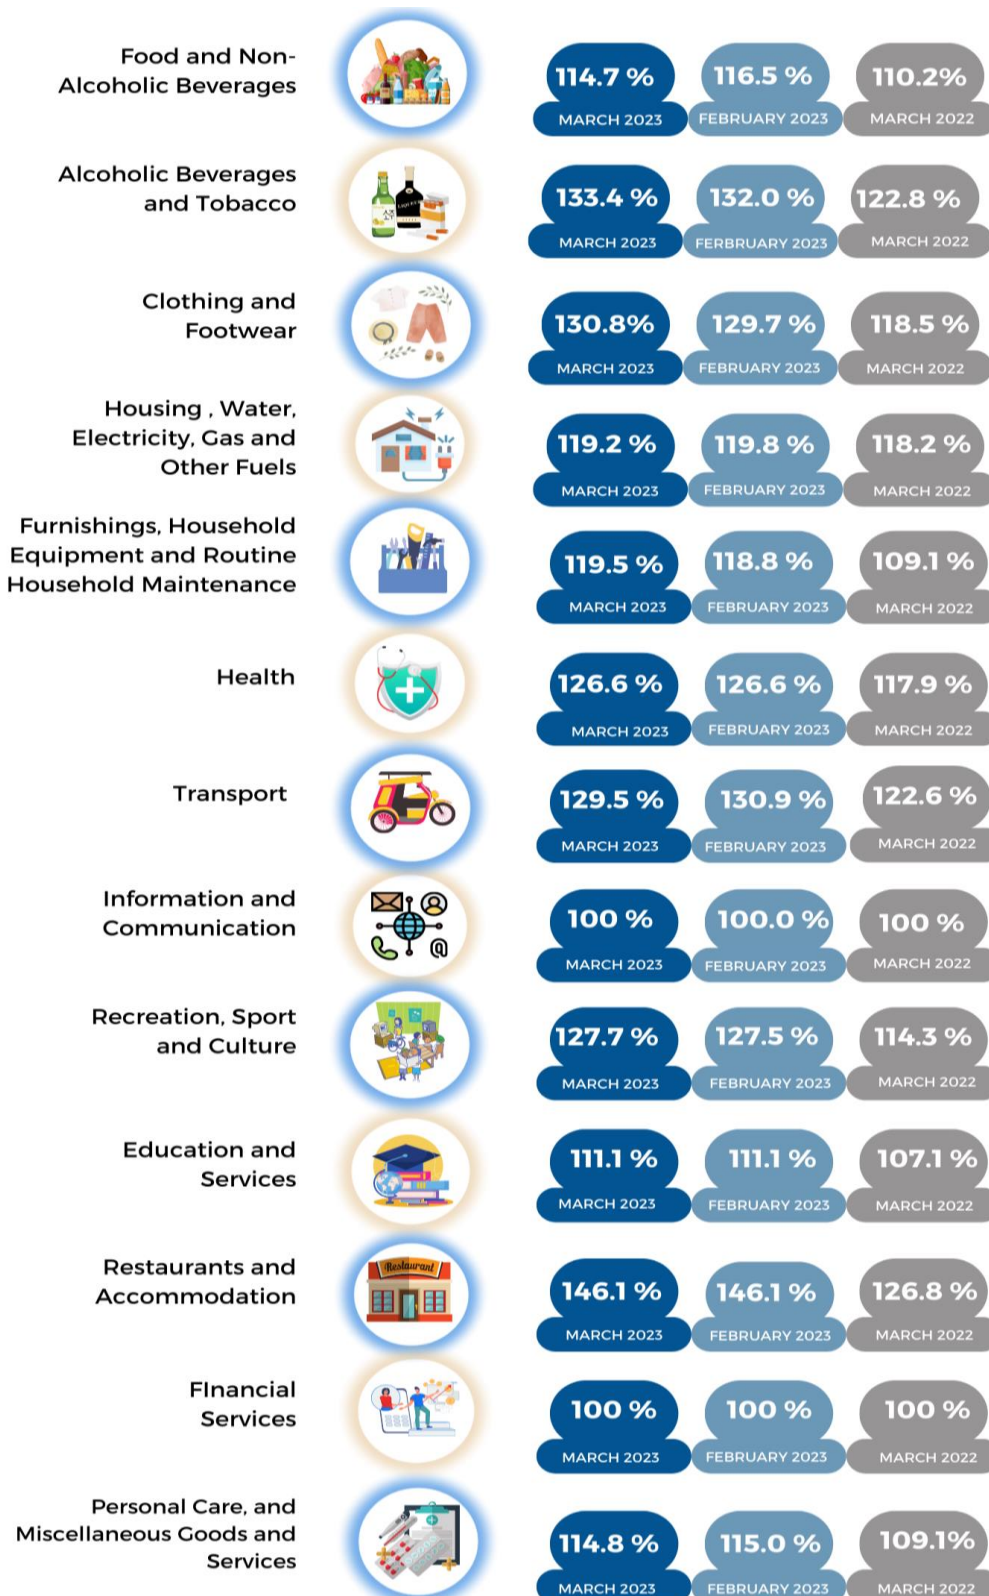 Food and Non-
Alcoholic Beverages
114.7 %
MARCH 2023
116.5 %
FEBRUARY 2023
110.2%
MARCH 2022
Alcoholic Beverages
and Tobacco
133.4 %
MARCH 2023
132.0 %
FERBRUARY 2023
122.8 %
MARCH 2022
Clothing and
Footwear
130.8%
MARCH 2023
129.7 %
FEBRUARY 2023
118.5 %
MARCH 2022
Housing , Water,
Electricity, Gas and
Other Fuels
119.2 %
MARCH 2023
119.8 %
FEBRUARY 2023
118.2 %
MARCH 2022
Furnishings, Household
Equipment and Routine
Household Maintenance
119.5 %
MARCH 2023
118.8 %
FEBRUARY 2023
109.1 %
MARCH 2022
Health
126.6 %
MARCH 2023
126.6 %
FEBRUARY 2023
117.9 %
MARCH 2022
Transport
129.5 %
MARCH 2023
130.9 %
FEBRUARY 2023
122.6 %
MARCH 2022
Information and
Communication
@
100 %
MARCH 2023
100.0 %
FEBRUARY 2023
100 %
MARCH 2022
Recreation, Sport
and Culture
127.7 %
MARCH 2023
127.5 %
FEBRUARY 2023
114.3 %
MARCH 2022
Education and
Services
111.1 %
MARCH 2023
111.1 %
FEBRUARY 2023
107.1 %
MARCH 2022
Restaurants and
Accommodation
Restaurant
146.1 %
MARCH 2023
146.1 %
FEBRUARY 2023
126.8 %
MARCH 2022
FInancial
Services
100 %
MARCH 2023
100 %
FEBRUARY 2023
100 %
MARCH 2022
Personal Care, and
Miscellaneous Goods and
Services
114.8 %
MARCH 2023
115.0 %
FEBRUARY 2023
109.1%
MARCH 2022